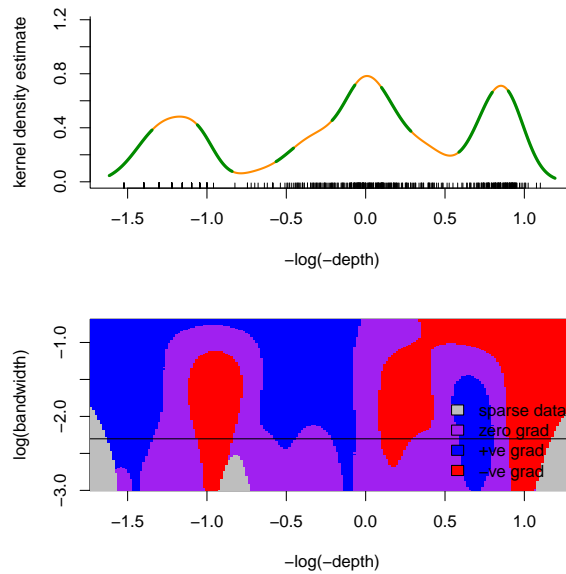 kernel density estimate
1.2
0.8
0.4
0.0
−1.5 −1.0 −0.5 0.0 0.5 1.0
−log(−depth)
log(bandwidth)
−1.0
−2.0
−3.0
sparse data
zero grad
+ve grad
−ve grad
−1.5 −1.0 −0.5 0.0 0.5 1.0
−log(−depth)